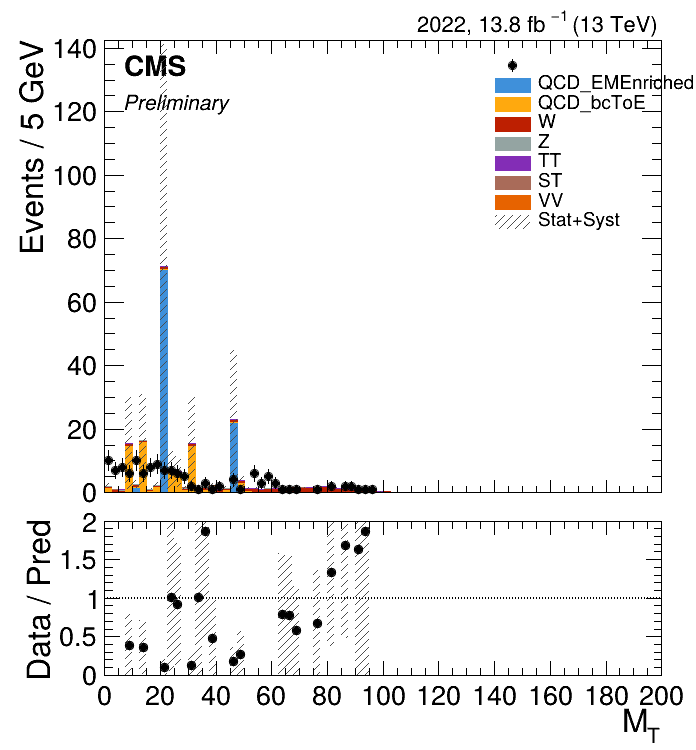 2022, 13.8 fb⁻¹ (13 TeV)
CMS
Preliminary
QCD_EMEnriched
QCD_bcToE
W
Z
TT
ST
VV
Stat+Syst
Events / 5 GeV
140
120
100
80
60
40
20
0
Data / Pred
2
1.5
1
0.5
0
0 20 40 60 80 100 120 140 160 180 200
M_T